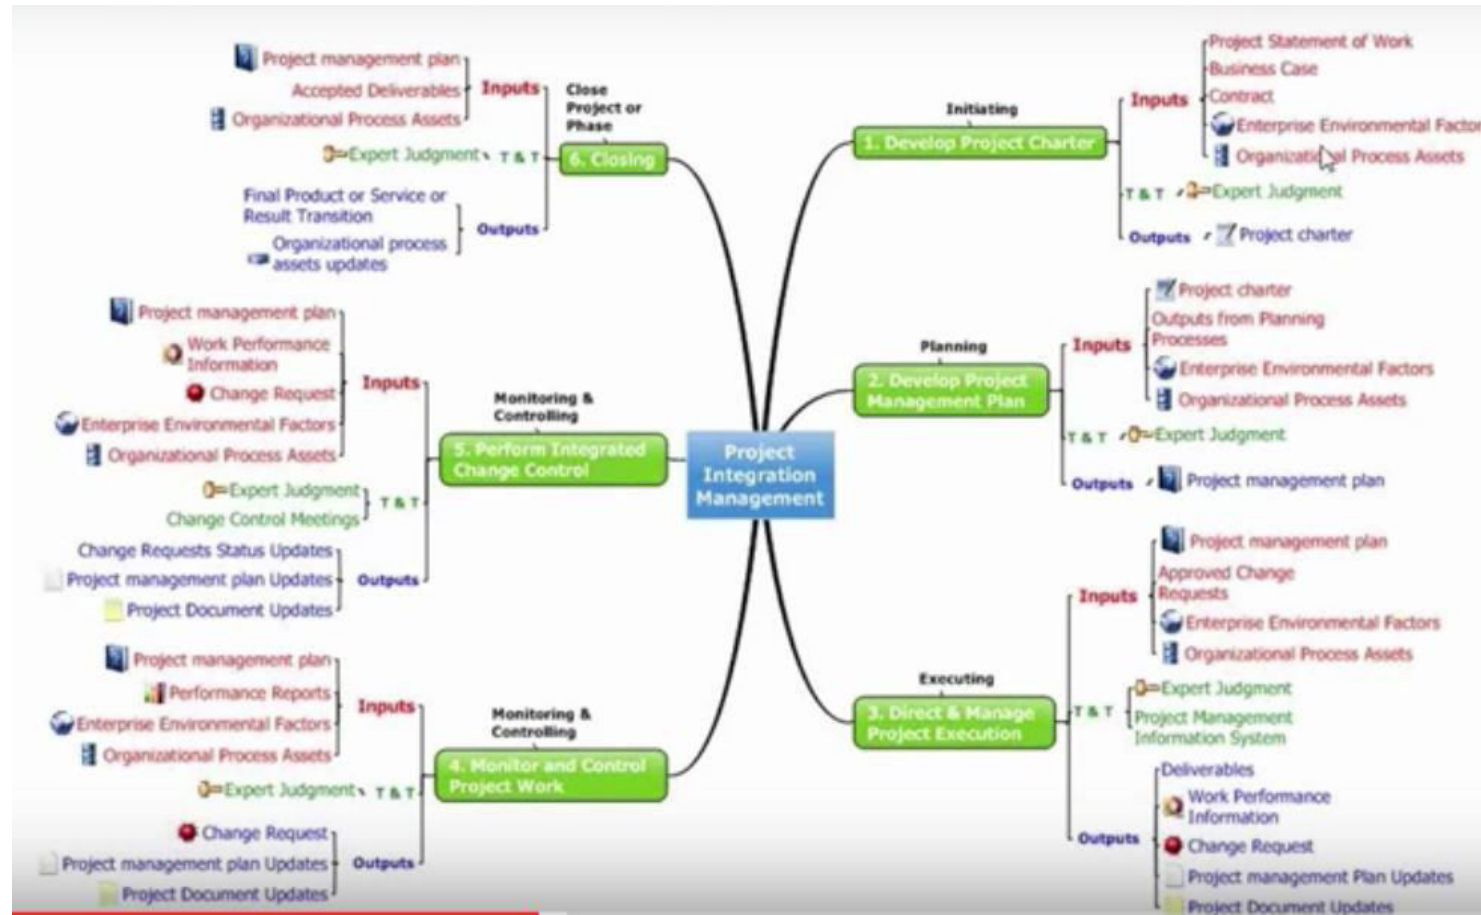 Project Integration Management
Initiating
1. Develop Project Charter
Inputs
Project Statement of Work
Business Case
Contract
Enterprise Environmental Factor
Organizational Process Assets
T & T
Expert Judgment
Outputs
Project charter
Planning
2. Develop Project
Management Plan
Inputs
Project charter
Outputs from Planning
Processes
Enterprise Environmental Factors
Organizational Process Assets
T & T
Expert Judgment
Outputs
Project management plan
Executing
3. Direct & Manage
Project Execution
Inputs
Project management plan
Approved Change
Requests
Enterprise Environmental Factors
Organizational Process Assets
T & T
Expert Judgment
Project Management
Information System
Outputs
Deliverables
Work Performance
Information
Change Request
Project management Plan Updates
Project Document Updates
Monitoring &
Controlling
4. Monitor and Control
Project Work
Inputs
Project management plan
Performance Reports
Enterprise Environmental Factors
Organizational Process Assets
T & T
Expert Judgment
Outputs
Change Request
Project management plan Updates
Project Document Updates
Monitoring &
Controlling
5. Perform Integrated
Change Control
Inputs
Project management plan
Work Performance
Information
Change Request
Enterprise Environmental Factors
Organizational Process Assets
T & T
Expert Judgment
Change Control Meetings
Outputs
Change Requests Status Updates
Project management plan Updates
Project Document Updates
Close
Project or
Phase
6. Closing
Inputs
Project management plan
Accepted Deliverables
Organizational Process Assets
T & T
Expert Judgment
Outputs
Final Product or Service or
Result Transition
Organizational process
assets updates